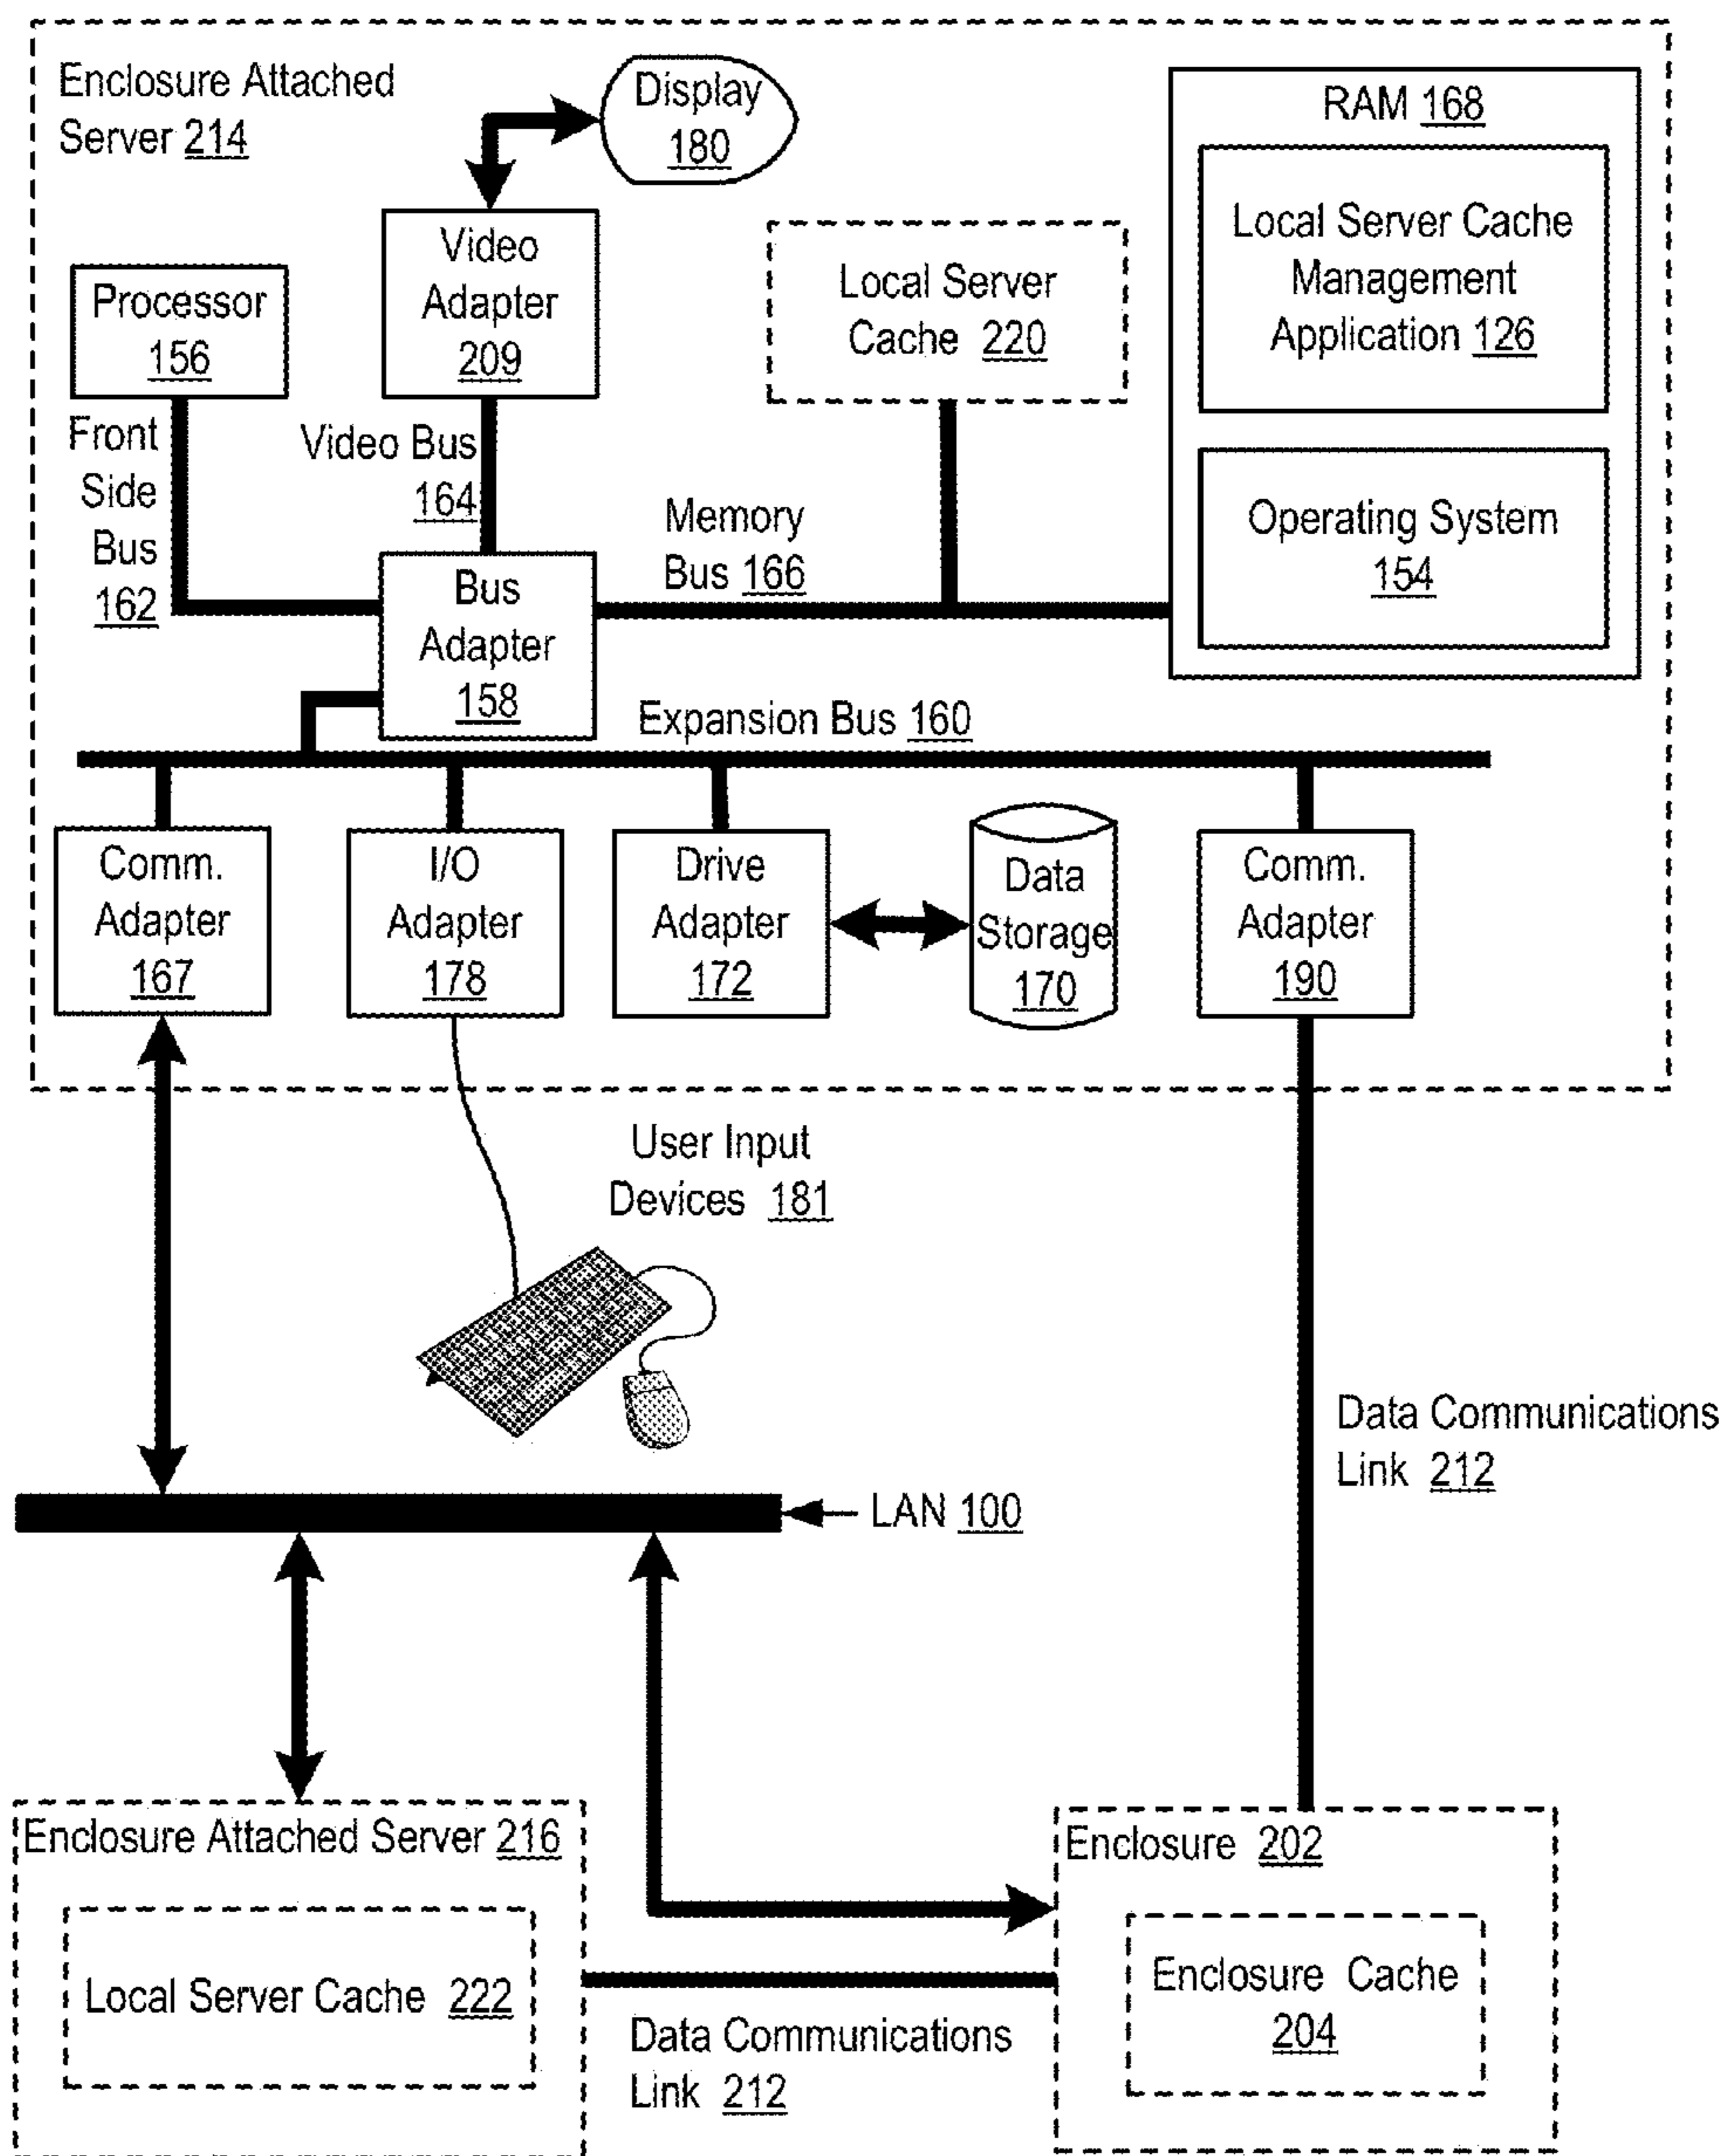 Enclosure Attached
Server 214
Display
180
RAM 168
Local Server Cache
Management
Application 126
Operating System
154
Video
Adapter
209
Processor
156
Local Server
Cache 220
Front
Side
Bus
162
Video Bus
164
Memory
Bus 166
Bus
Adapter
158
Expansion Bus 160
Comm.
Adapter
167
I/O
Adapter
178
Drive
Adapter
172
Data
Storage
170
Comm.
Adapter
190
User Input
Devices 181
Data Communications
Link 212
LAN 100
Enclosure Attached Server 216
Local Server Cache 222
Data Communications
Link 212
Enclosure 202
Enclosure Cache
204